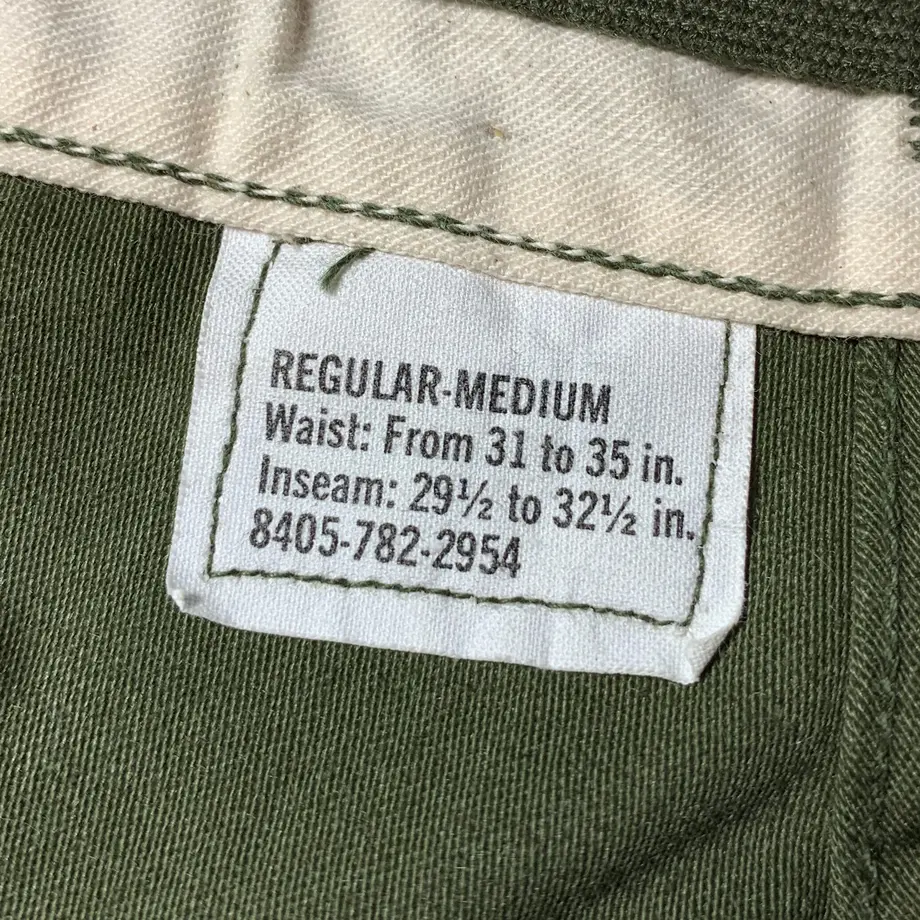 REGULAR-MEDIUM
Waist: From 31 to 35 in.
Inseam: 29½ to 32½ in.
8405-782-2954